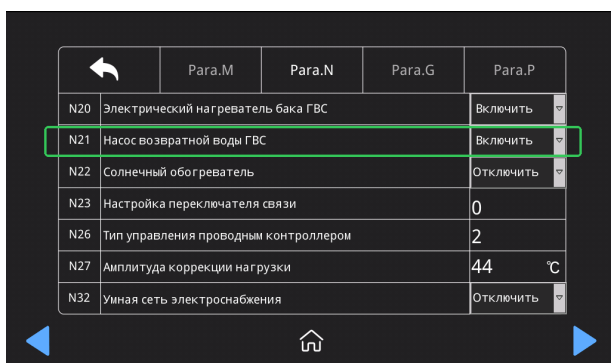 Para.M Para.N Para.G Para.P
N20 Электрический нагреватель бака ГВС Включить
N21 Насос возвратной воды ГВС Включить
N22 Солнечный обогреватель Отключить
N23 Настройка переключателя связи 0
N26 Тип управления проводным контроллером 2
N27 Амплитуда коррекции нагрузки 44 ℃
N32 Умная сеть электроснабжения Отключить